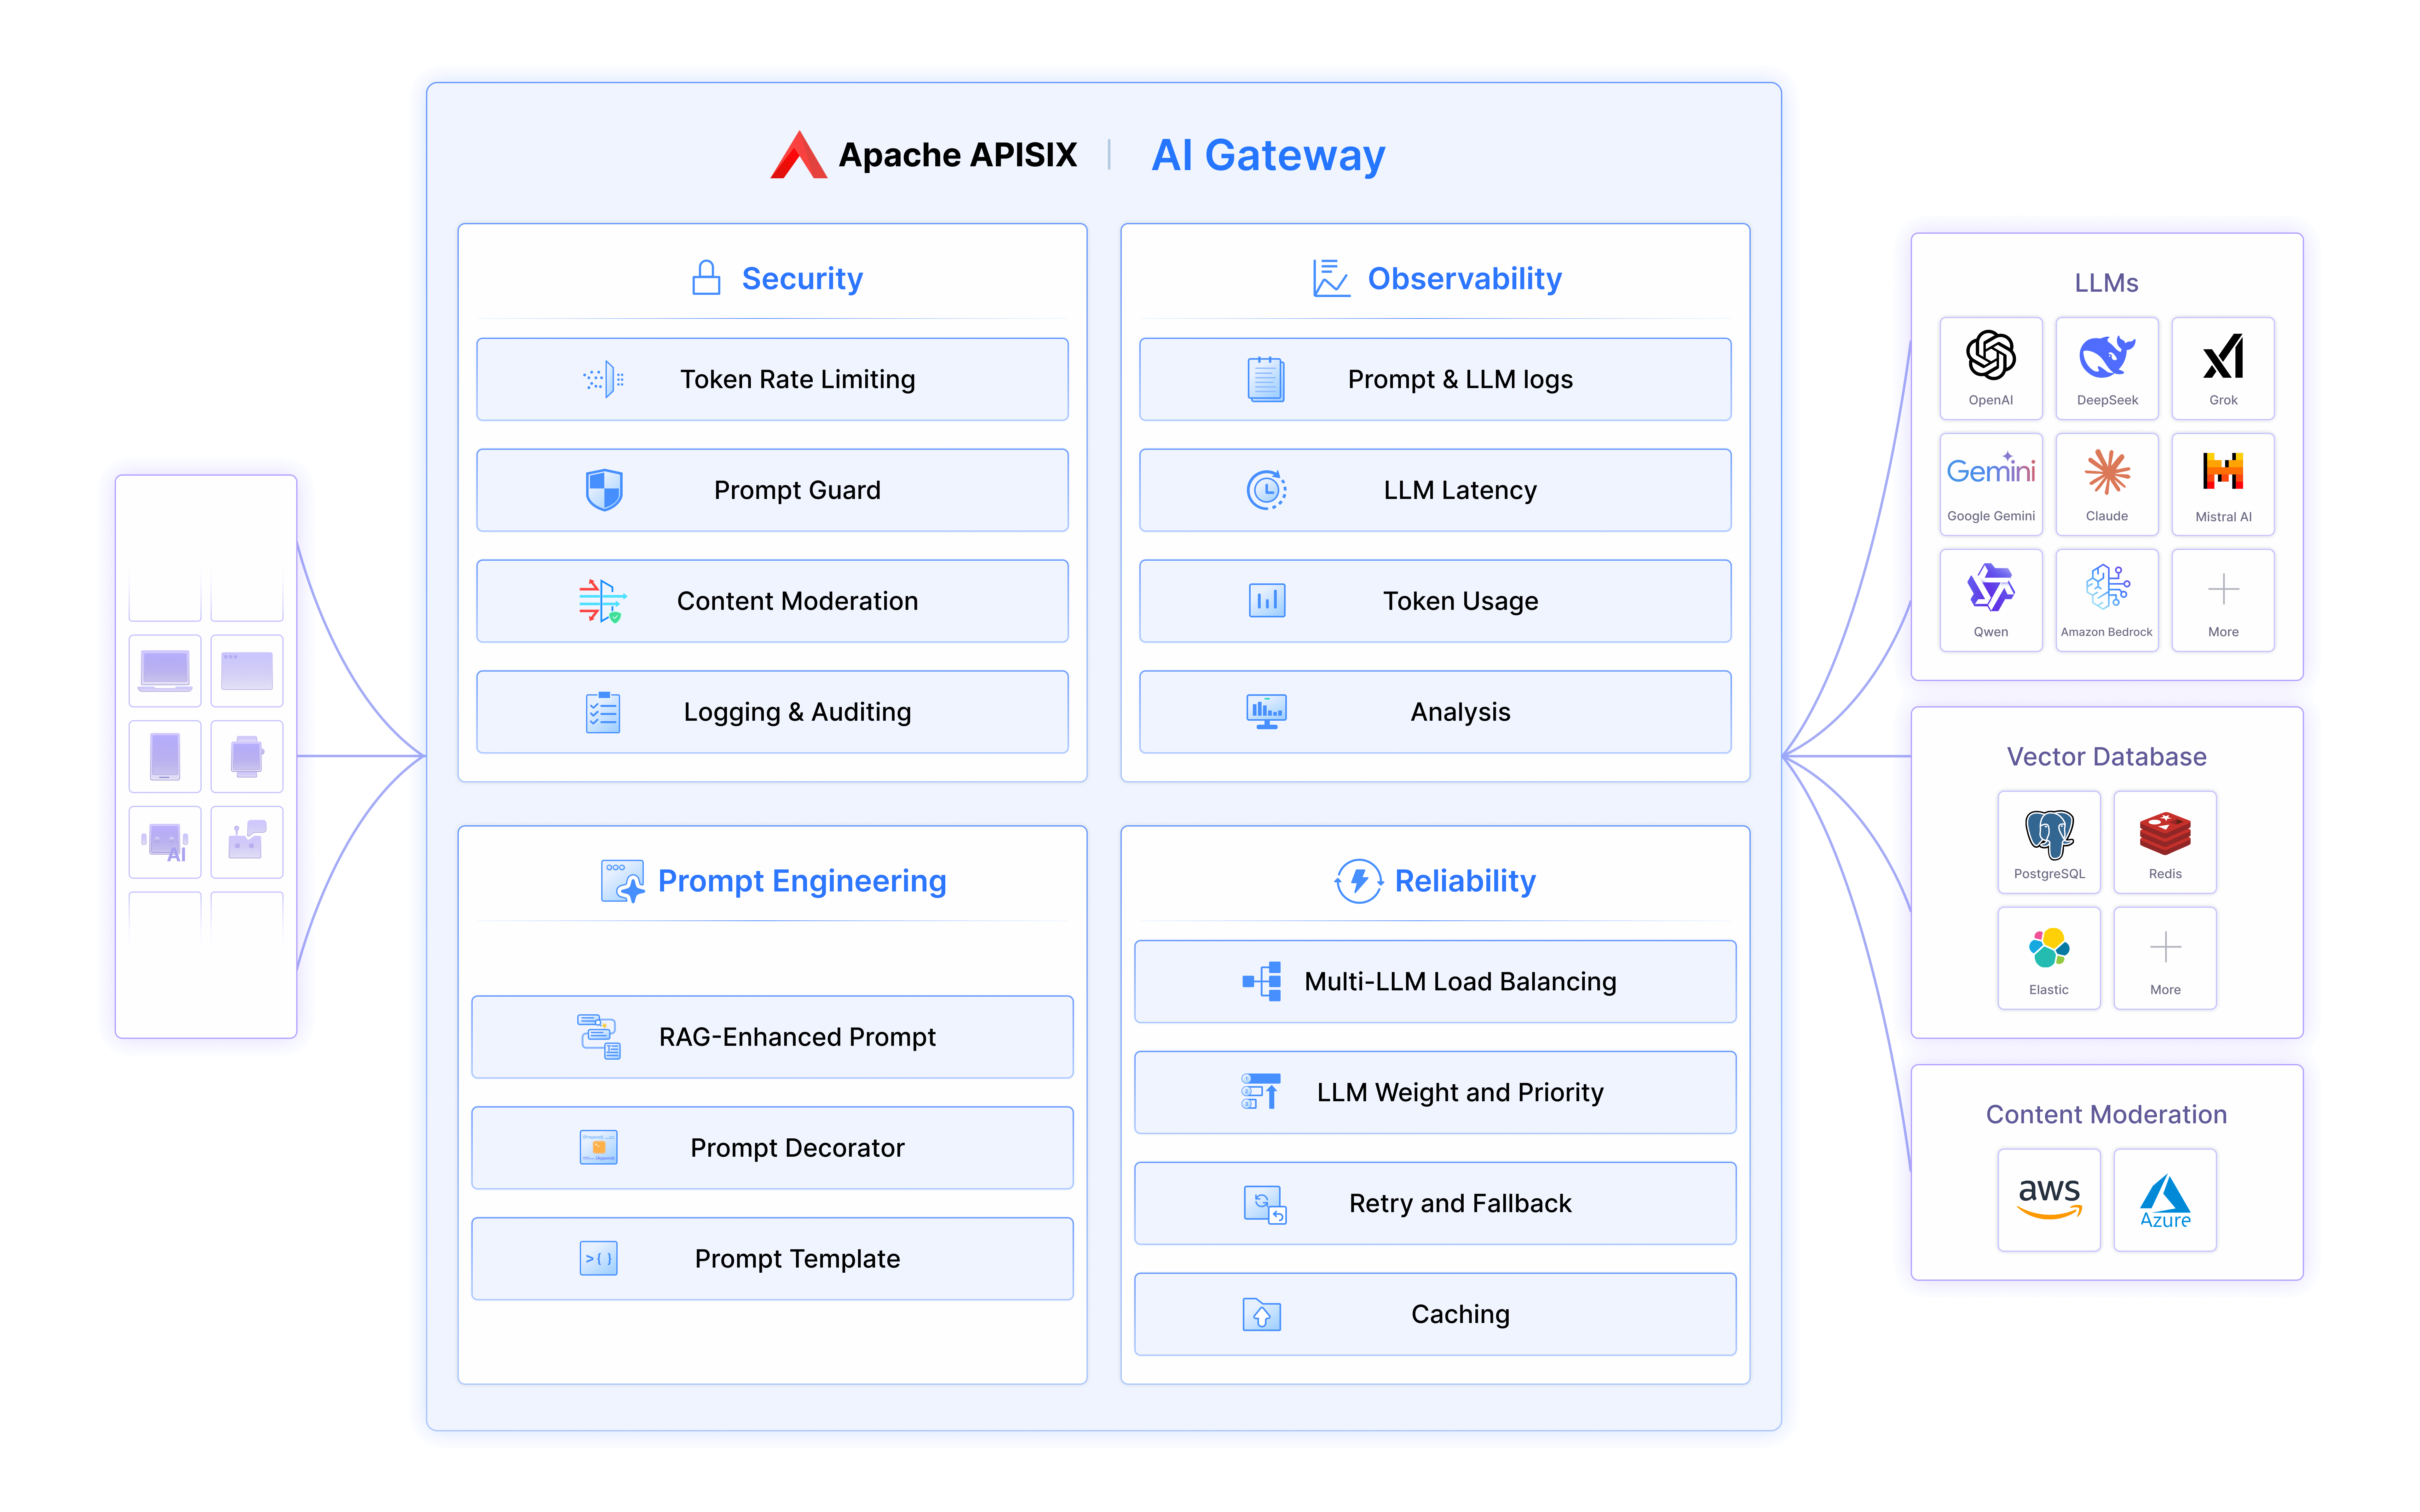 Apache APISIX
AI Gateway
Security
Token Rate Limiting
Prompt Guard
Content Moderation
Logging & Auditing
Observability
Prompt & LLM logs
LLM Latency
Token Usage
Analysis
Prompt Engineering
RAG-Enhanced Prompt
Prompt Decorator
Prompt Template
Reliability
Multi-LLM Load Balancing
LLM Weight and Priority
Retry and Fallback
Caching
AI
LLMs
OpenAI
DeepSeek
xI
Grok
Gemini
Google Gemini
Claude
Mistral AI
Qwen
Amazon Bedrock
More
Vector Database
PostgreSQL
Redis
Elastic
More
Content Moderation
aws
Azure